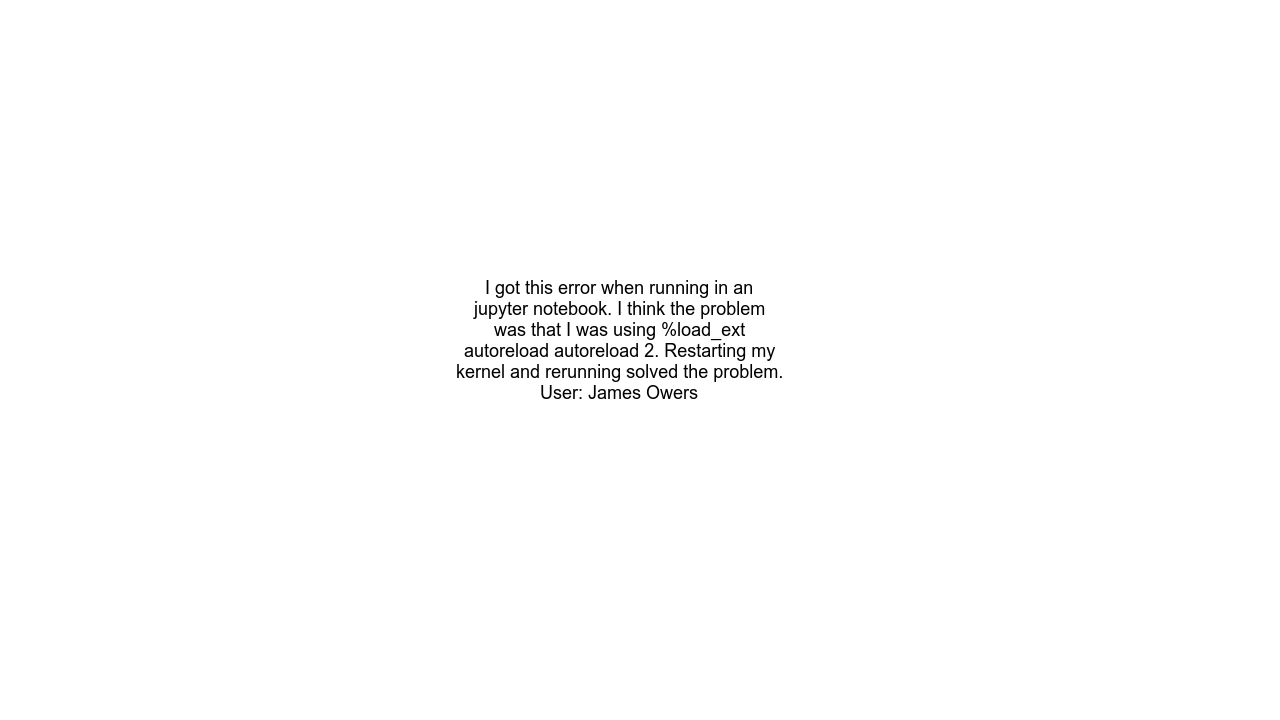 I got this error when running in an
jupyter notebook. I think the problem
was that I was using %load_ext
autoreload autoreload 2. Restarting my
kernel and rerunning solved the problem.
User: James Owers